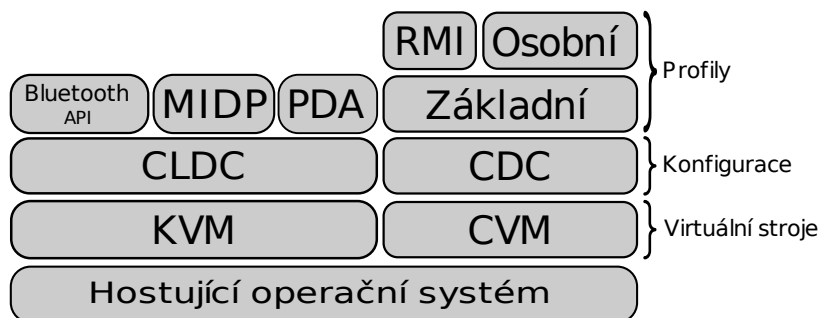 RMI
Osobní
Profily
Bluetooth
API
MIDP
PDA
Základní
CLDC
CDC
Konfigurace
KVM
CVM
Virtuální stroje
Hostující operační systém